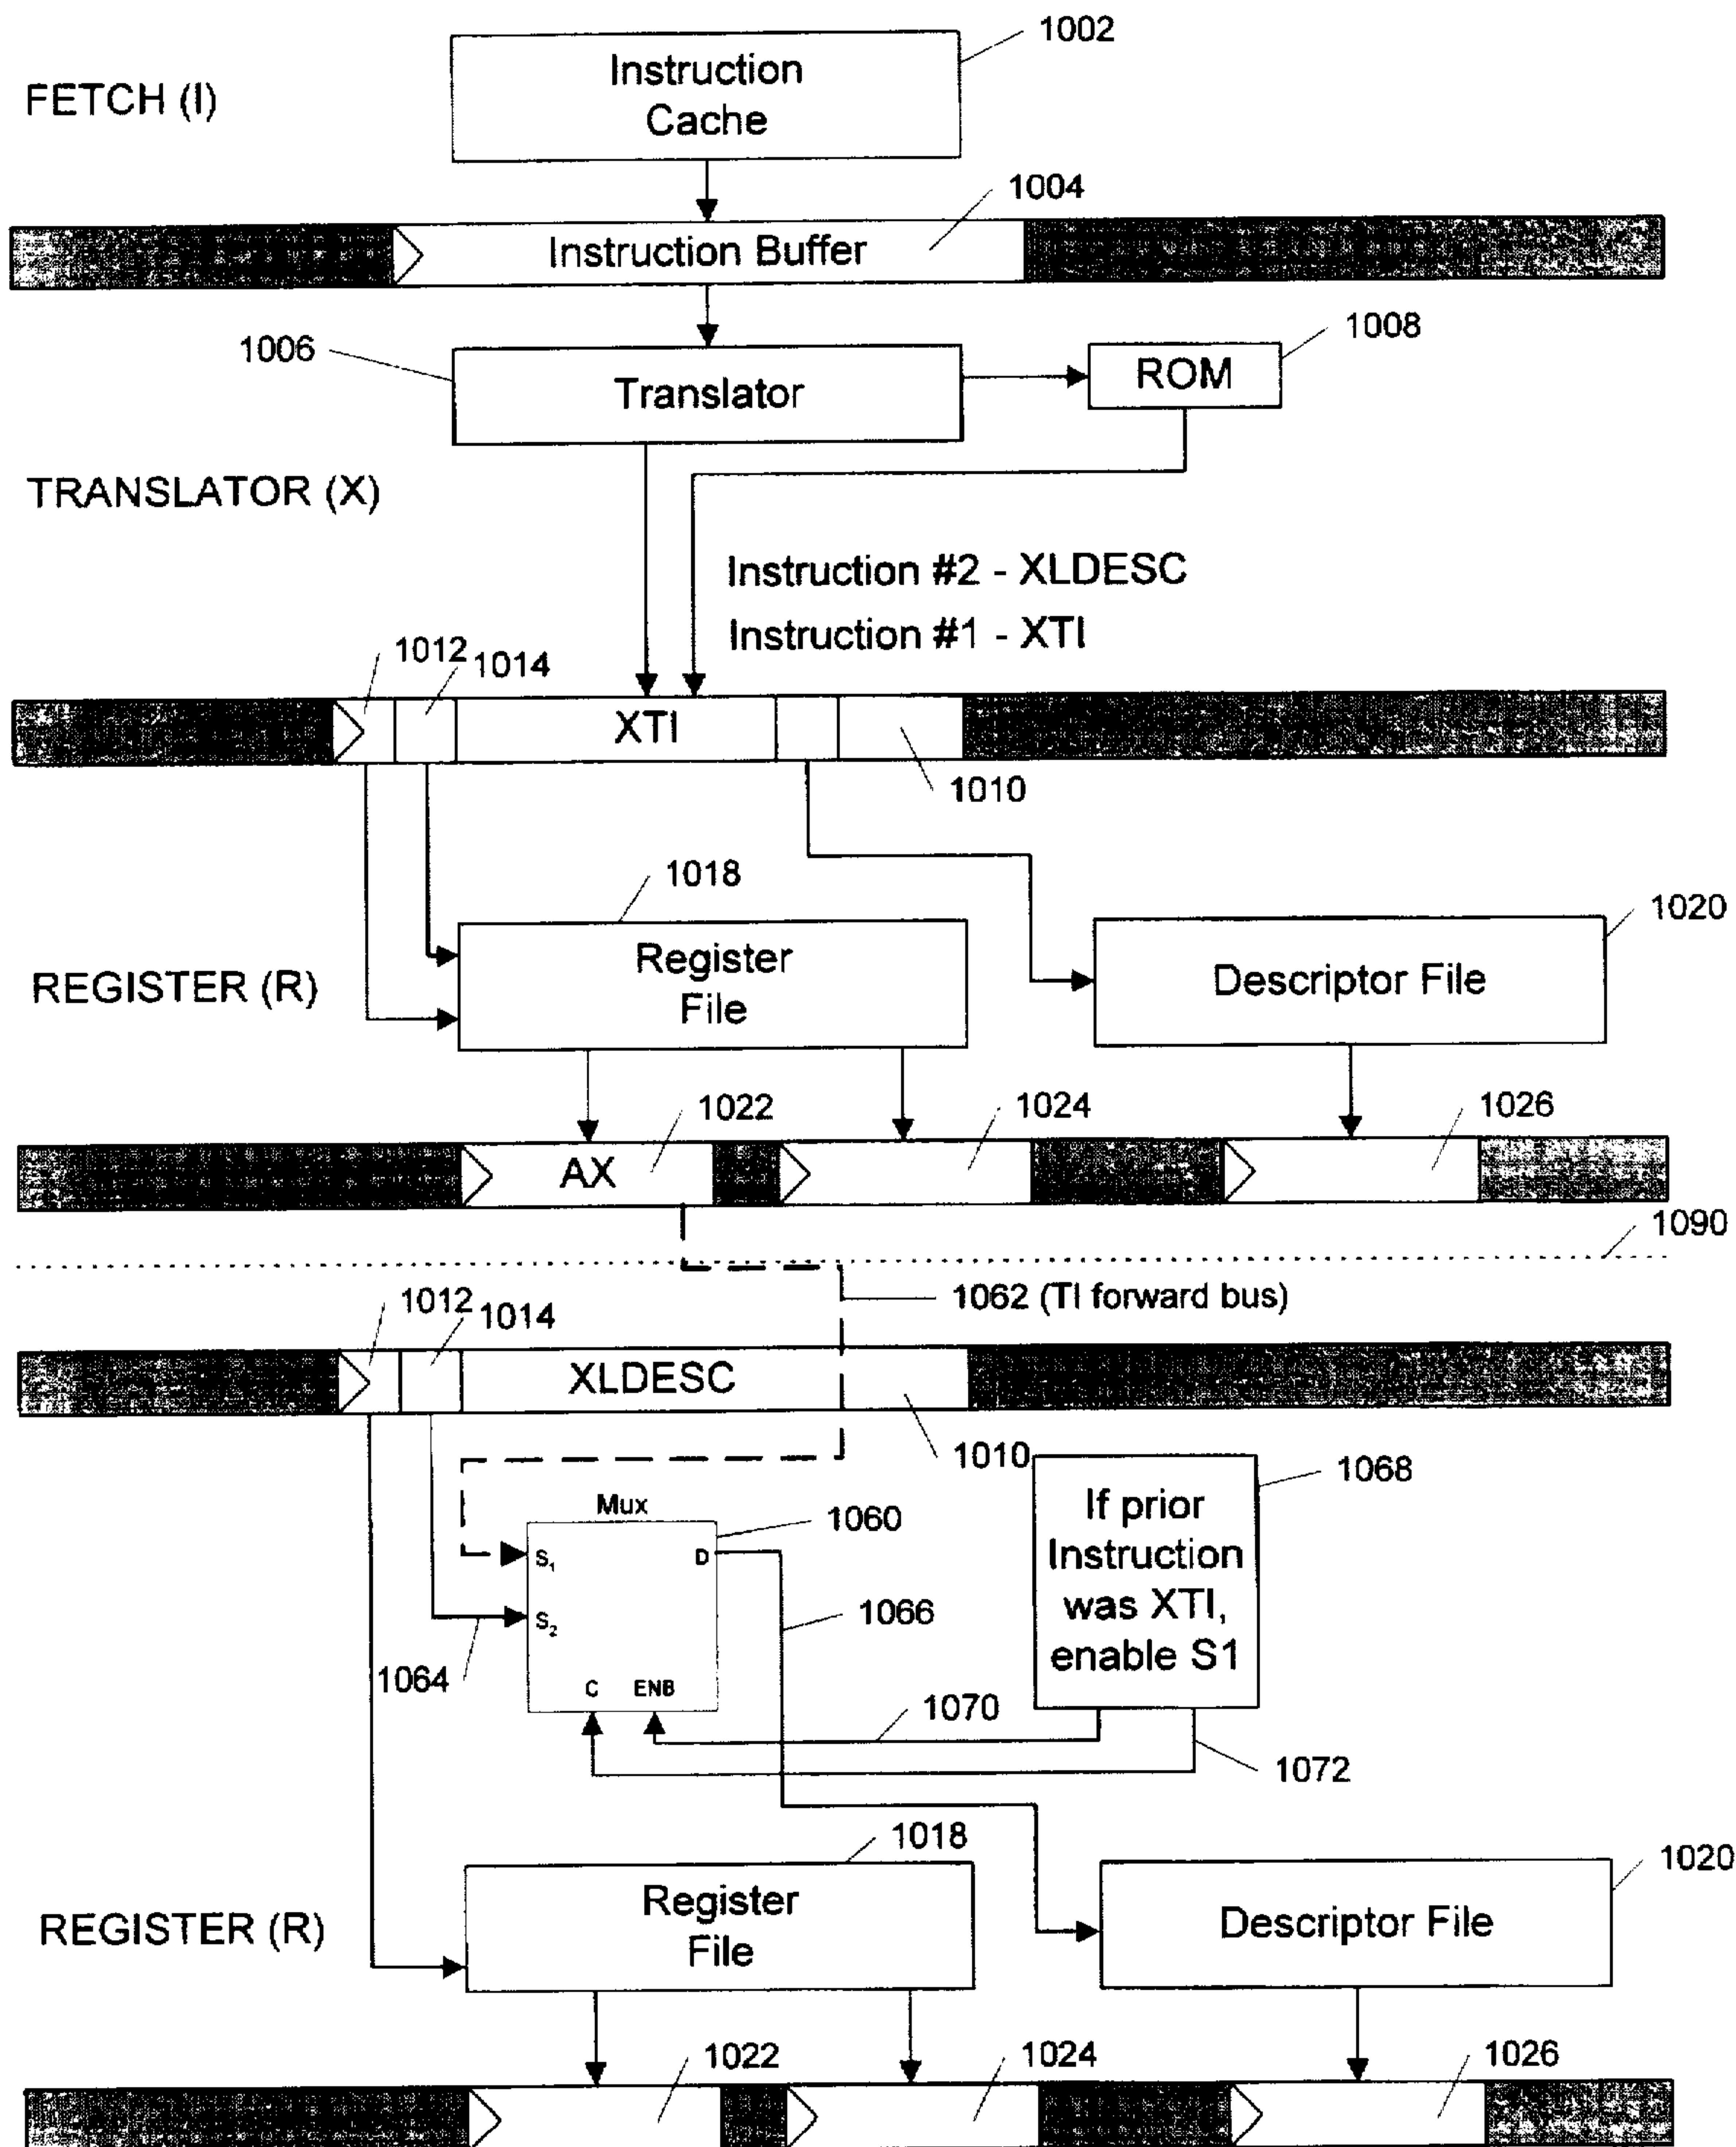 1002
Instruction
Cache
FETCH (I)
1004
Instruction Buffer
1006
Translator
1008
ROM
TRANSLATOR (X)
Instruction #2 - XLDESC
Instruction #1 - XTI
1012
1014
XTI
1010
1018
Register
File
1020
Descriptor File
REGISTER (R)
1022
1024
1026
AX
1090
1062 (TI forward bus)
1012
1014
XLDESC
1010
1068
If prior
Instruction
was XTI,
enable S1
Mux
1060
S₁
D
S₂
1066
1064
C ENB
1070
1072
1018
Register
File
1020
Descriptor File
REGISTER (R)
1022
1024
1026